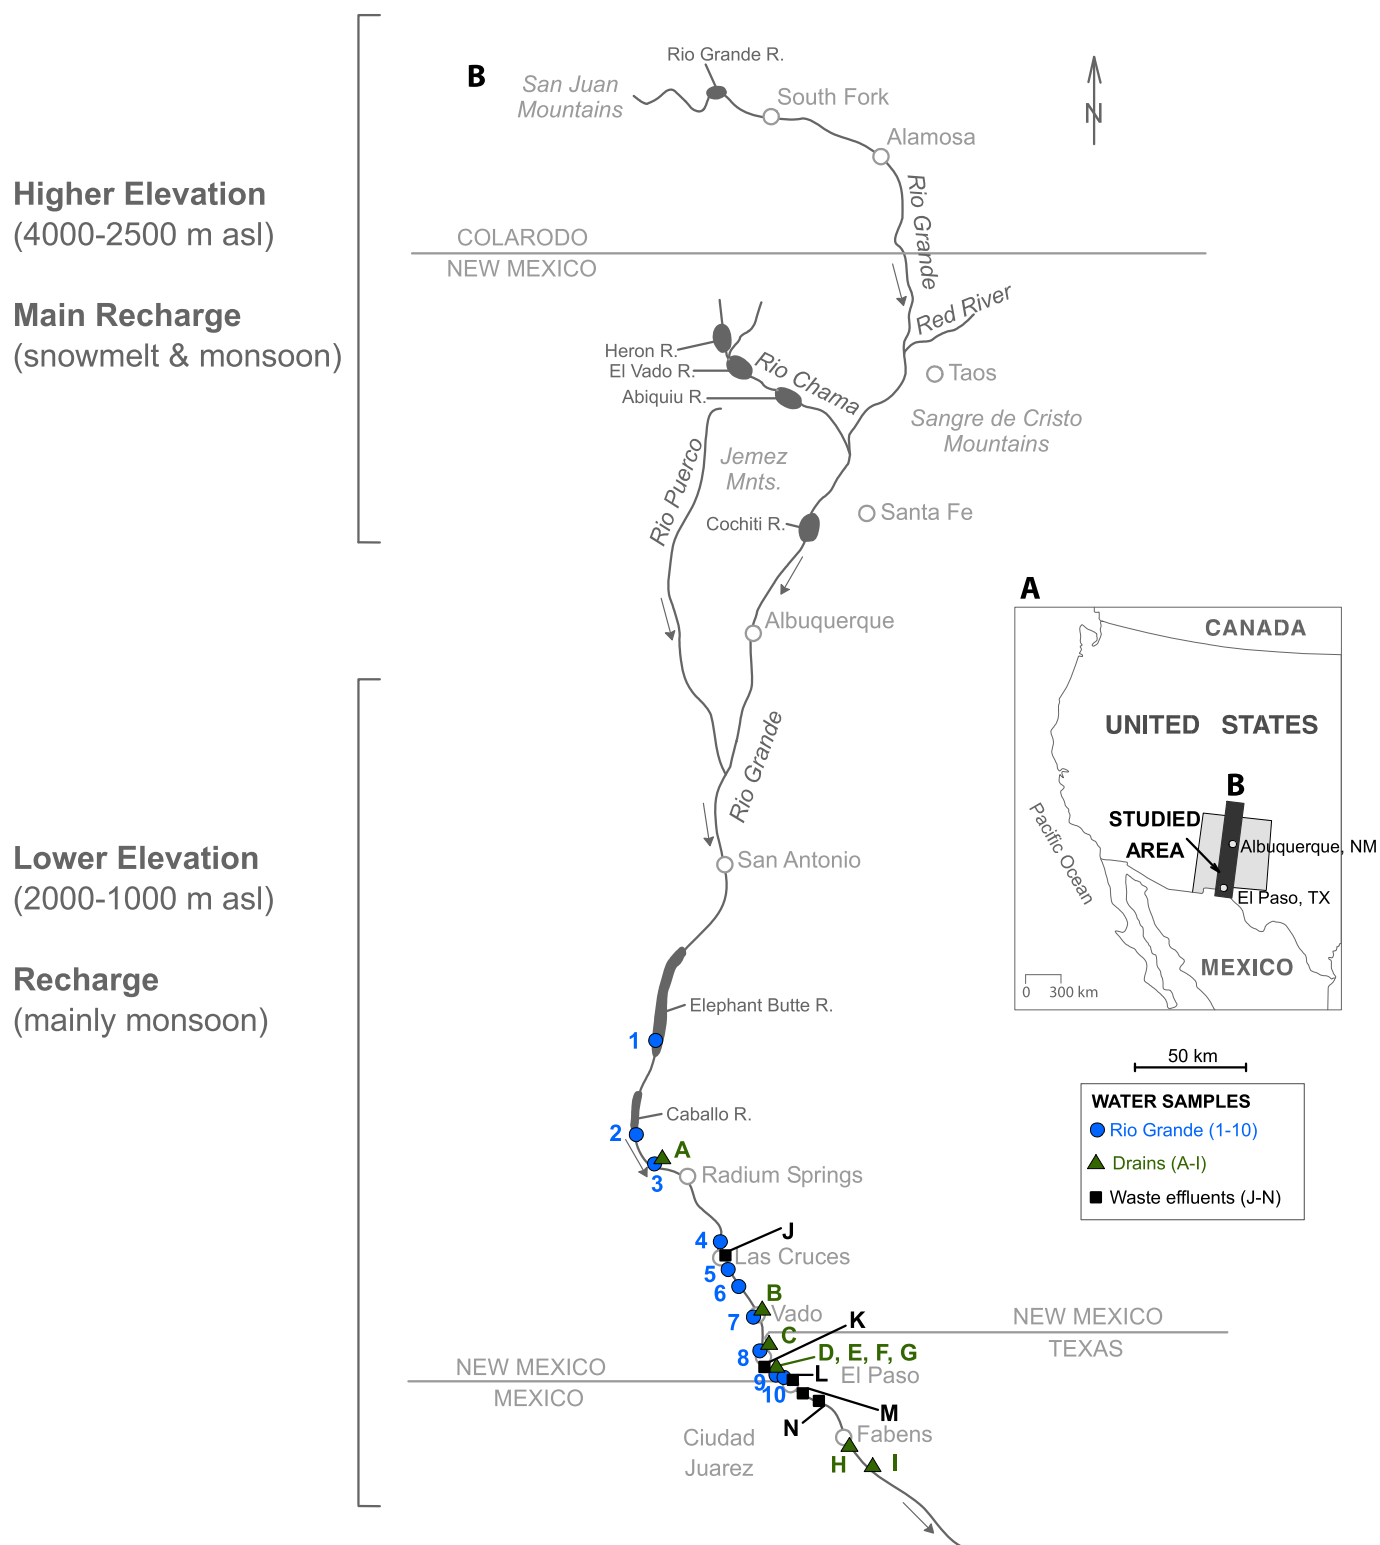 B
Rio Grande R.
San Juan
Mountains
South Fork
N
Alamosa
Higher Elevation
(4000-2500 m asl)
Rio Grande
COLARODO
NEW MEXICO
Main Recharge
(snowmelt & monsoon)
Red River
Heron R.
El Vado R.
Abiquiu R.
Rio Chama
Taos
Sangre de Cristo
Mountains
Rio Puerco
Jemez
Mnts.
Santa Fe
Cochiti R.
Albuquerque
Rio Grande
San Antonio
Lower Elevation
(2000-1000 m asl)
Recharge
(mainly monsoon)
Elephant Butte R.
1
Caballo R.
2
A
3
Radium Springs
4
J
Las Cruces
5
6
B
Vado
7
K
C
8
D, E, F, G
NEW MEXICO
TEXAS
NEW MEXICO
MEXICO
9
10
L
El Paso
M
N
Ciudad
Juarez
Fabens
H
I
A
CANADA
UNITED STATES
B
STUDIED
AREA
Albuquerque, NM
El Paso, TX
Pacific Ocean
MEXICO
0 300 km
50 km
WATER SAMPLES
Rio Grande (1-10)
Drains (A-I)
Waste effluents (J-N)